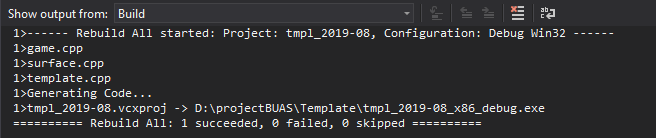 Show output from: Build
1>------ Rebuild All started: Project: tmpl_2019-08, Configuration: Debug Win32 ------
1>game.cpp
1>surface.cpp
1>template.cpp
1>Generating Code...
1>tmpl_2019-08.vcxproj -> D:\projectBUAS\Template\tmpl_2019-08_x86_debug.exe
========== Rebuild All: 1 succeeded, 0 failed, 0 skipped ==========